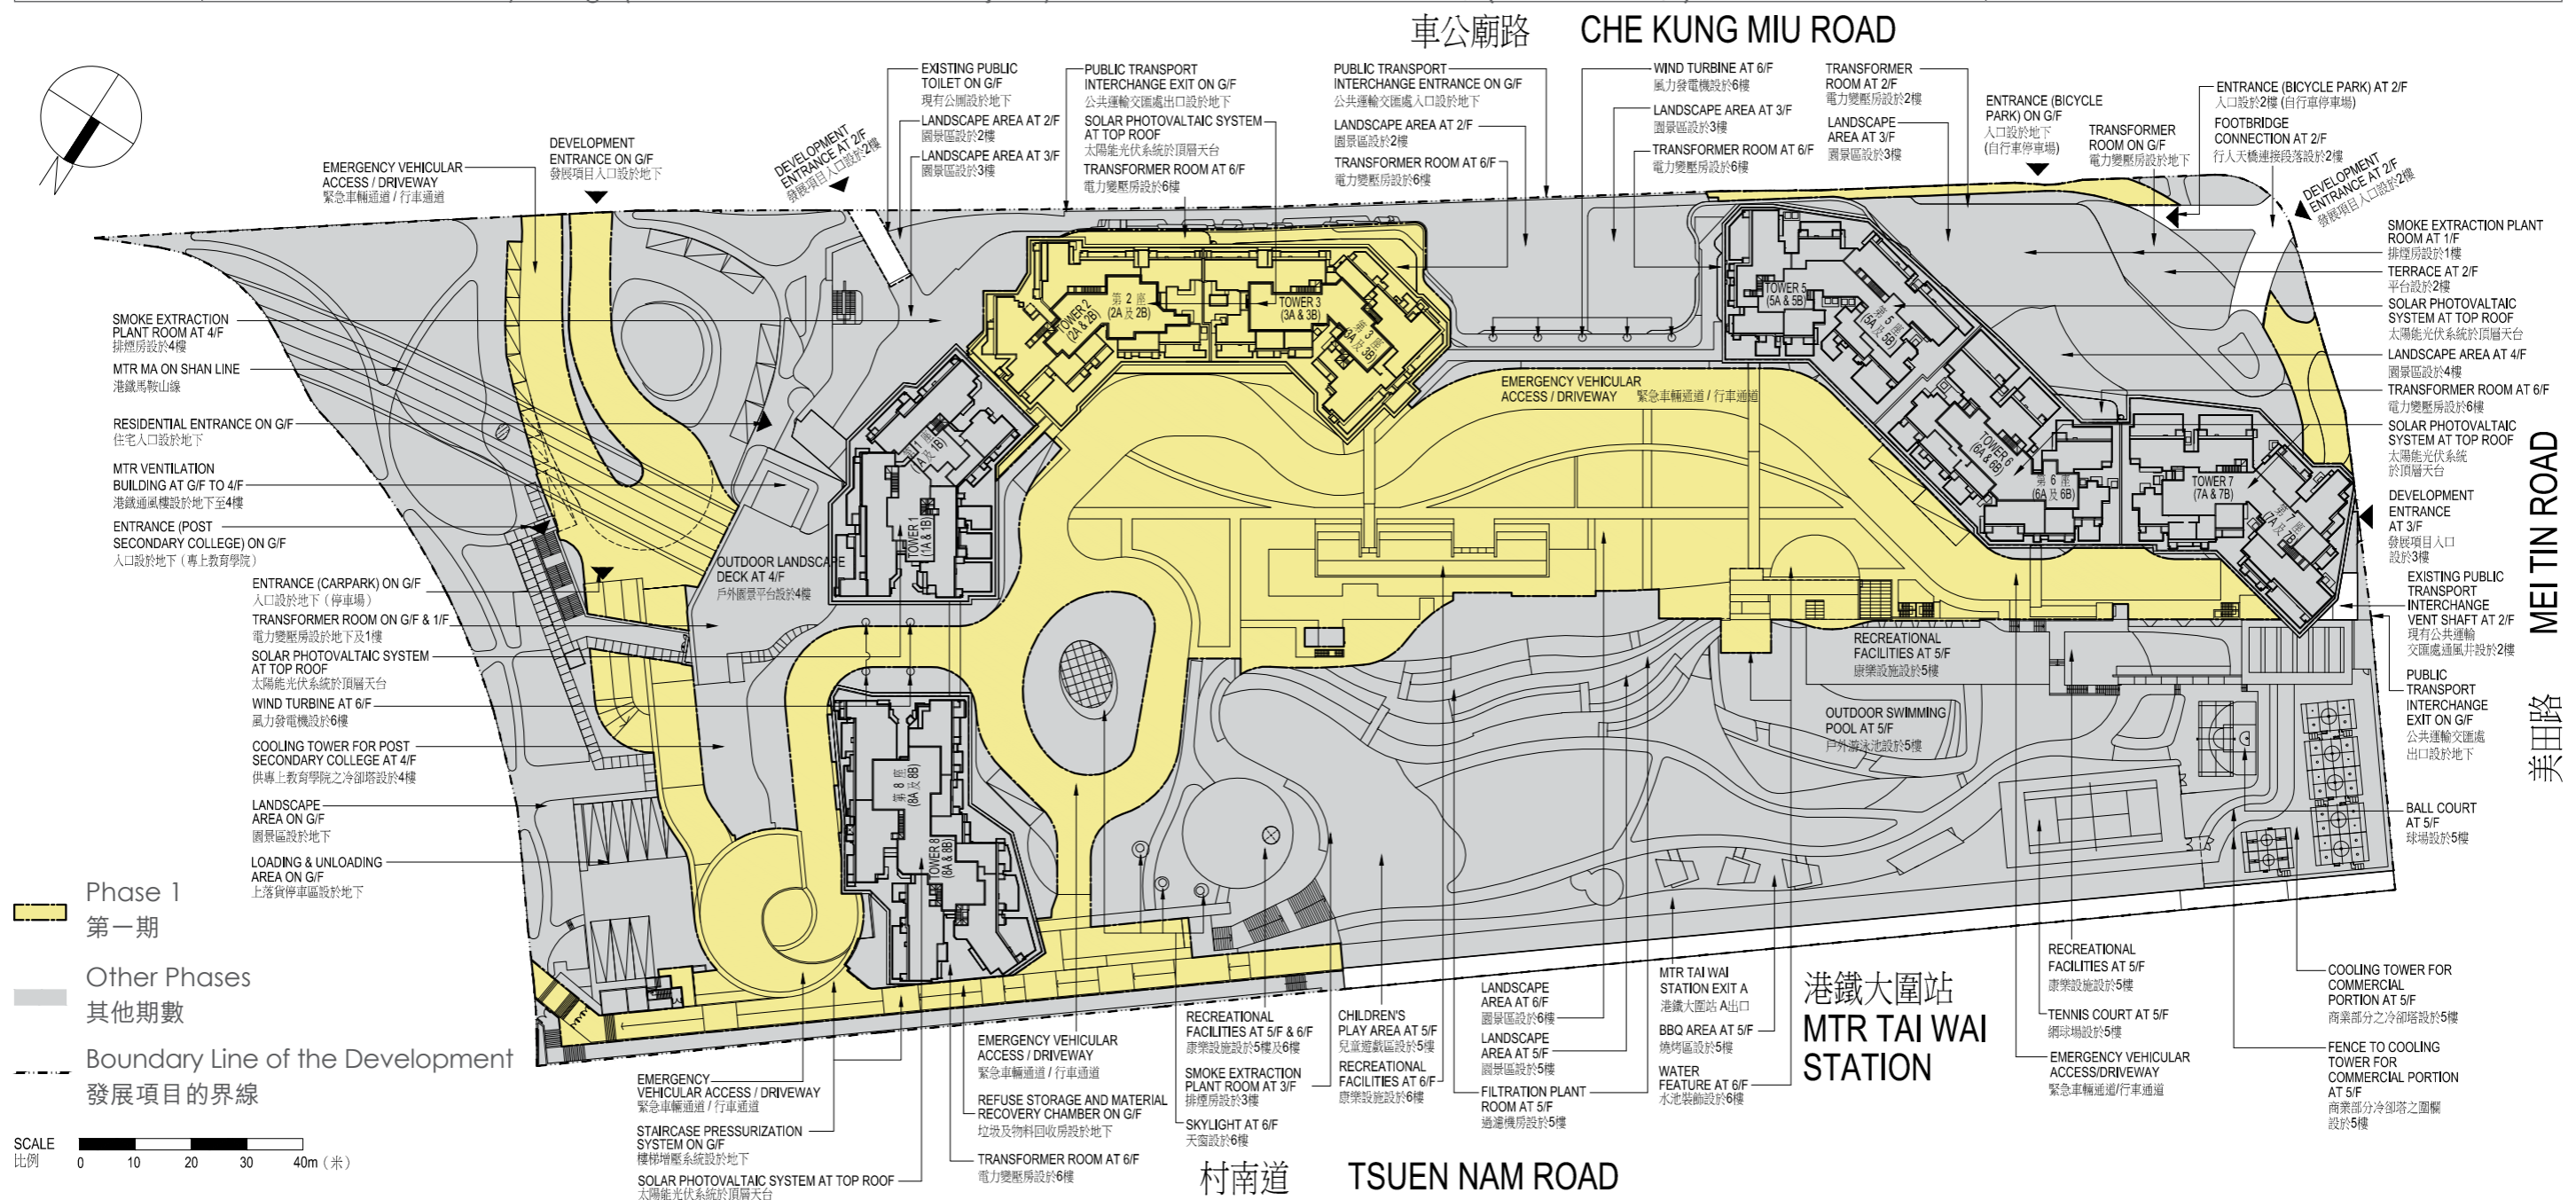 車公廟路 CHE KUNG MIU ROAD
EXISTING PUBLIC
TOILET ON G/F
現有公厠設於地下
LANDSCAPE AREA AT 2/F
園景區設於2樓
LANDSCAPE AREA AT 3/F
園景區設於3樓
PUBLIC TRANSPORT
INTERCHANGE EXIT ON G/F
公共運輸交匯處出口設於地下
SOLAR PHOTOVALTAIC SYSTEM
AT TOP ROOF
太陽能光伏系統於頂層天台
TRANSFORMER ROOM AT 6/F
電力變壓房設於6樓
PUBLIC TRANSPORT
INTERCHANGE ENTRANCE ON G/F
公共運輸交匯處入口設於地下
LANDSCAPE AREA AT 2/F
園景區設於2樓
TRANSFORMER ROOM AT 6/F
電力變壓房設於6樓
WIND TURBINE AT 6/F
風力發電機設於6樓
LANDSCAPE AREA AT 3/F
園景區設於3樓
TRANSFORMER ROOM AT 6/F
電力變壓房設於6樓
TRANSFORMER
ROOM AT 2/F
電力變壓房設於2樓
LANDSCAPE
AREA AT 3/F
園景區設於3樓
ENTRANCE (BICYCLE
PARK) ON G/F
入口設於地下
(自行車停車場)
TRANSFORMER
ROOM ON G/F
電力變壓房設於地下
ENTRANCE (BICYCLE PARK) AT 2/F
入口設於2樓 (自行車停車場)
FOOTBRIDGE
CONNECTION AT 2/F
行人天橋連接段落設於2樓
DEVELOPMENT
ENTRANCE AT 2/F
發展項目入口設於2樓
EMERGENCY VEHICULAR
ACCESS / DRIVEWAY
緊急車輛通道 / 行車通道
DEVELOPMENT
ENTRANCE ON G/F
發展項目入口設於地下
DEVELOPMENT
ENTRANCE AT 2/F
發展項目入口設於2樓
SMOKE EXTRACTION PLANT
ROOM AT 1/F
排煙房設於1樓
TERRACE AT 2/F
平台設於2樓
SOLAR PHOTOVALTAIC
SYSTEM AT TOP ROOF
太陽能光伏系統於頂層天台
LANDSCAPE AREA AT 4/F
園景區設於4樓
TRANSFORMER ROOM AT 6/F
電力變壓房設於6樓
SOLAR PHOTOVALTAIC
SYSTEM AT TOP ROOF
太陽能光伏系統
於頂層天台
DEVELOPMENT
ENTRANCE
AT 3/F
發展項目入口
設於3樓
EXISTING PUBLIC
TRANSPORT
INTERCHANGE
VENT SHAFT AT 2/F
現有公共運輸
交匯處通風井設於2樓
PUBLIC
TRANSPORT
INTERCHANGE
EXIT ON G/F
公共運輸交匯處
出口設於地下
BALL COURT
AT 5/F
球場設於5樓
美田路 MEI TIN ROAD
SMOKE EXTRACTION
PLANT ROOM AT 4/F
排煙房設於4樓
MTR MA ON SHAN LINE
港鐵馬鞍山線
RESIDENTIAL ENTRANCE ON G/F
住宅入口設於地下
MTR VENTILATION
BUILDING AT G/F TO 4/F
港鐵通風樓設於地下至4樓
ENTRANCE (POST
SECONDARY COLLEGE) ON G/F
入口設於地下 (專上教育學院)
ENTRANCE (CARPARK) ON G/F
入口設於地下 (停車場)
TRANSFORMER ROOM ON G/F & 1/F
電力變壓房設於地下及1樓
SOLAR PHOTOVALTAIC SYSTEM
AT TOP ROOF
太陽能光伏系統於頂層天台
WIND TURBINE AT 6/F
風力發電機設於6樓
COOLING TOWER FOR POST
SECONDARY COLLEGE AT 4/F
供專上教育學院之冷卻塔設於4樓
LANDSCAPE
AREA ON G/F
園景區設於地下
LOADING & UNLOADING
AREA ON G/F
上落貨停車區設於地下
TOWER 2
(2A & 2B)
第 2 座
(2A 及 2B)
TOWER 3
(3A & 3B)
第 3 座
(3A 及 3B)
TOWER 5
(5A & 5B)
第 5 座
(5A 及 5B)
TOWER 6
(6A & 6B)
第 6 座
(6A 及 6B)
TOWER 7
(7A & 7B)
第 7 座
(7A 及 7B)
第 1 座
(1A 及 1B)
TOWER 1
(1A & 1B)
第 8 座
(8A 及 8B)
TOWER 8
(8A & 8B)
EMERGENCY VEHICULAR
ACCESS / DRIVEWAY 緊急車輛通道 / 行車通道
OUTDOOR LANDSCAPE
DECK AT 4/F
戶外園景平台設於4樓
RECREATIONAL
FACILITIES AT 5/F
康樂設施設於5樓
OUTDOOR SWIMMING
POOL AT 5/F
戶外游泳池設於5樓
Phase 1
第一期
Other Phases
其他期數
Boundary Line of the Development
發展項目的界線
SCALE
比例
0 10 20 30 40m (米)
EMERGENCY
VEHICULAR ACCESS / DRIVEWAY
緊急車輛通道 / 行車通道
STAIRCASE PRESSURIZATION
SYSTEM ON G/F
樓梯增壓系統設於地下
SOLAR PHOTOVALTAIC SYSTEM AT TOP ROOF
太陽能光伏系統於頂層天台
EMERGENCY VEHICULAR
ACCESS / DRIVEWAY
緊急車輛通道 / 行車通道
REFUSE STORAGE AND MATERIAL
RECOVERY CHAMBER ON G/F
垃圾及物料回收房設於地下
TRANSFORMER ROOM AT 6/F
電力變壓房設於6樓
RECREATIONAL
FACILITIES AT 5/F & 6/F
康樂設施設於5樓及6樓
SMOKE EXTRACTION
PLANT ROOM AT 3/F
排煙房設於3樓
SKYLIGHT AT 6/F
天窗設於6樓
CHILDREN'S
PLAY AREA AT 5/F
兒童遊戲區設於5樓
RECREATIONAL
FACILITIES AT 6/F
康樂設施設於6樓
LANDSCAPE
AREA AT 6/F
園景區設於6樓
LANDSCAPE
AREA AT 5/F
園景區設於5樓
FILTRATION PLANT
ROOM AT 5/F
過濾機房設於5樓
MTR TAI WAI
STATION EXIT A
港鐵大圍站 A出口
BBQ AREA AT 5/F
燒烤區設於5樓
WATER
FEATURE AT 6/F
水池裝飾設於6樓
港鐵大圍站
MTR TAI WAI
STATION
RECREATIONAL
FACILITIES AT 5/F
康樂設施設於5樓
TENNIS COURT AT 5/F
網球場設於5樓
EMERGENCY VEHICULAR
ACCESS/DRIVEWAY
緊急車輛通道/行車通道
COOLING TOWER FOR
COMMERCIAL
PORTION AT 5/F
商業部分之冷卻塔設於5樓
FENCE TO COOLING
TOWER FOR
COMMERCIAL PORTION
AT 5/F
商業部分冷卻塔之圍欄
設於5樓
村南道 TSUEN NAM ROAD